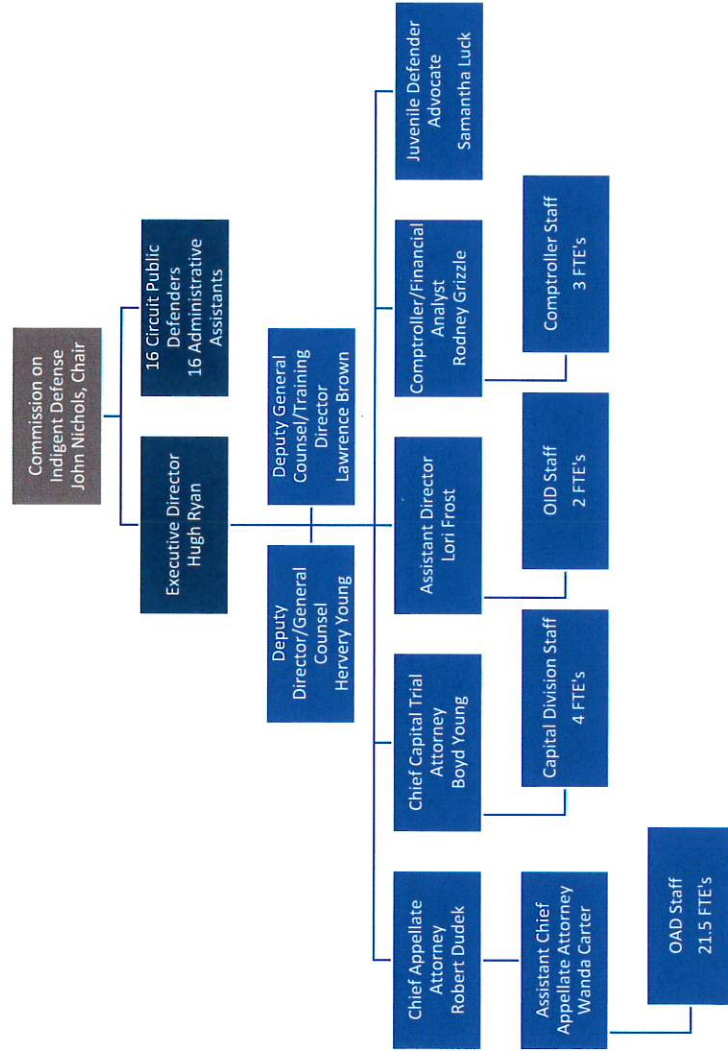 Commission on
Indigent Defense
John Nichols, Chair
Executive Director
Hugh Ryan
16 Circuit Public
Defenders
16 Administrative
Assistants
Deputy
Director/General
Counsel
Hervery Young
Deputy General
Counsel/Training
Director
Lawrence Brown
Chief Appellate
Attorney
Robert Dudek
Chief Capital Trial
Attorney
Boyd Young
Assistant Director
Lori Frost
Comptroller/Financial
Analyst
Rodney Grizzle
Juvenile Defender
Advocate
Samantha Luck
Assistant Chief
Appellate Attorney
Wanda Carter
Capital Division Staff
4 FTE's
OID Staff
2 FTE's
Comptroller Staff
3 FTE's
OAD Staff
21.5 FTE's